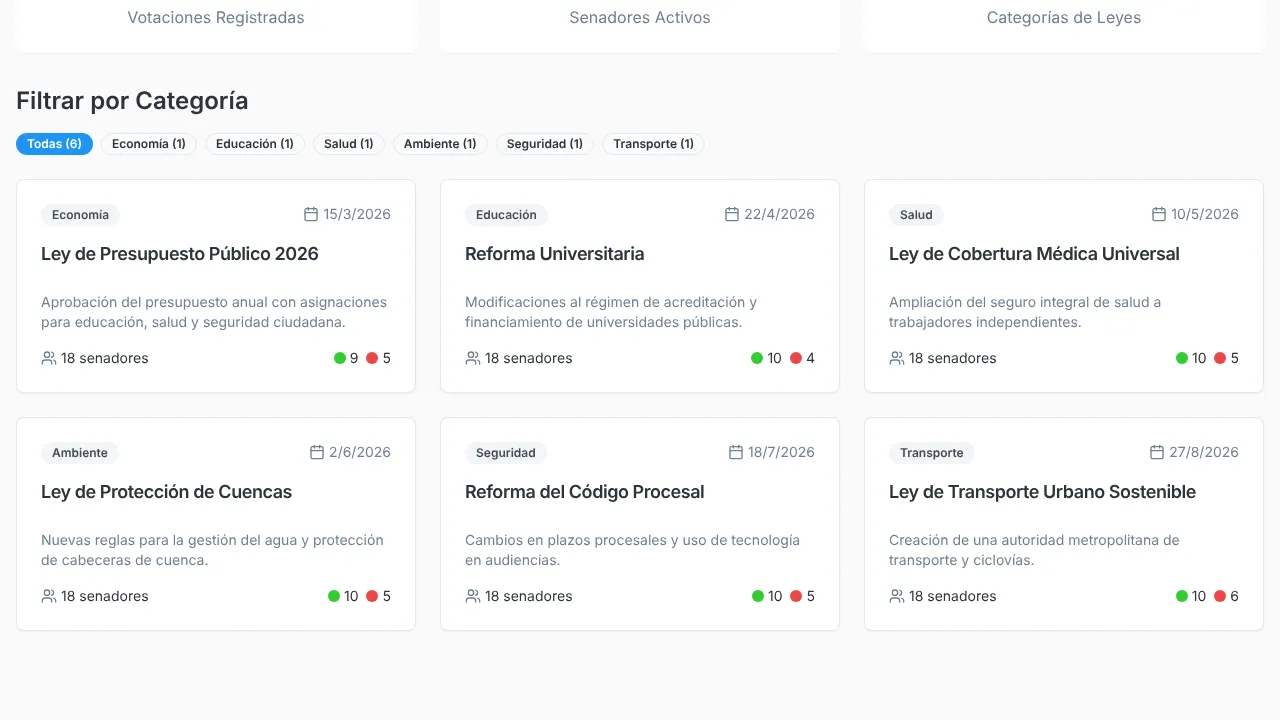 Votaciones Registradas
Senadores Activos
Categorías de Leyes
Filtrar por Categoría
Todas (6)
Economía (1)
Educación (1)
Salud (1)
Ambiente (1)
Seguridad (1)
Transporte (1)
Economía
15/3/2026
Ley de Presupuesto Público 2026
Aprobación del presupuesto anual con asignaciones
para educación, salud y seguridad ciudadana.
18 senadores
9
5
Educación
22/4/2026
Reforma Universitaria
Modificaciones al régimen de acreditación y
financiamiento de universidades públicas.
18 senadores
10
4
Salud
10/5/2026
Ley de Cobertura Médica Universal
Ampliación del seguro integral de salud a
trabajadores independientes.
18 senadores
10
5
Ambiente
2/6/2026
Ley de Protección de Cuencas
Nuevas reglas para la gestión del agua y protección
de cabeceras de cuenca.
18 senadores
10
5
Seguridad
18/7/2026
Reforma del Código Procesal
Cambios en plazos procesales y uso de tecnología
en audiencias.
18 senadores
10
5
Transporte
27/8/2026
Ley de Transporte Urbano Sostenible
Creación de una autoridad metropolitana de
transporte y ciclovías.
18 senadores
10
6